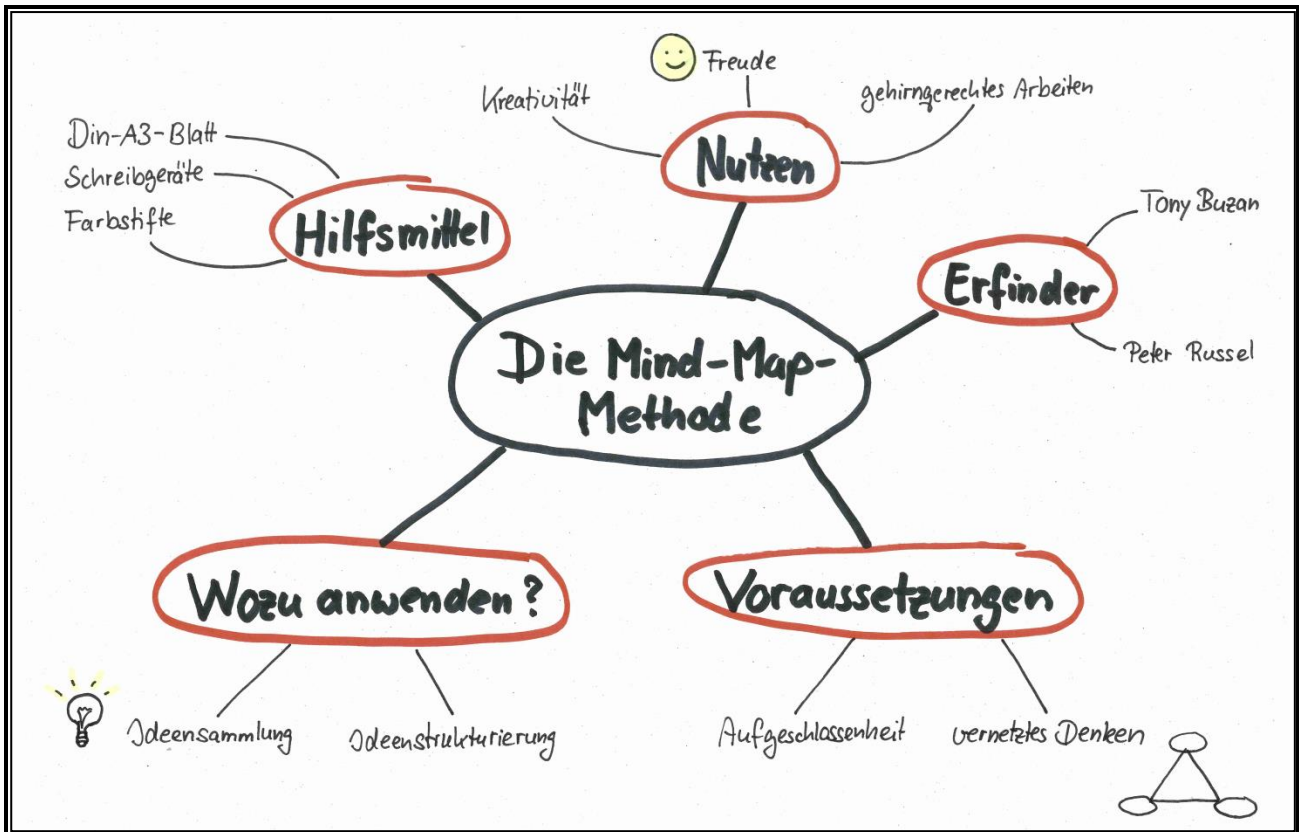 Freude
Kreativität
gehirngerechtes Arbeiten
Nutzen
Din-A3-Blatt
Schreibgeräte
Farbstifte
Hilfsmittel
Tony Buzan
Erfinder
Peter Russel
Die Mind-Map-
Methode
Wozu anwenden?
Voraussetzungen
Ideensammlung
Ideenstrukturierung
Aufgeschlossenheit
vernetztes Denken